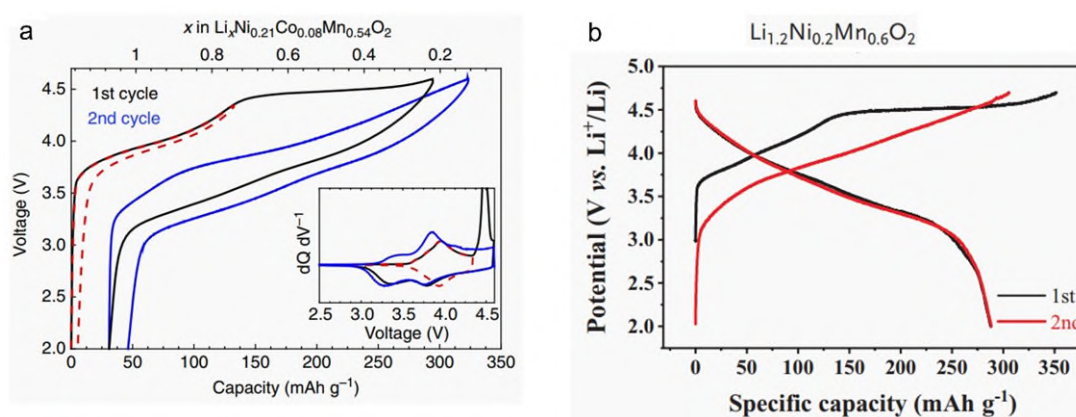 a
x in LiₓNi₀.₂₁Co₀.₀₈Mn₀.₅₄O₂
1 0.8 0.6 0.4 0.2
1st cycle
2nd cycle
Voltage (V)
4.5
4.0
3.5
3.0
2.5
2.0
dQ dV⁻¹
2.5 3.0 3.5 4.0 4.5
Voltage (V)
0 50 100 150 200 250 300 350
Capacity (mAh g⁻¹)
b
Li₁.₂Ni₀.₂Mn₀.₆O₂
Potential (V vs. Li⁺/Li)
5.0
4.5
4.0
3.5
3.0
2.5
2.0
1st
2nd
0 50 100 150 200 250 300 350
Specific capacity (mAh g⁻¹)